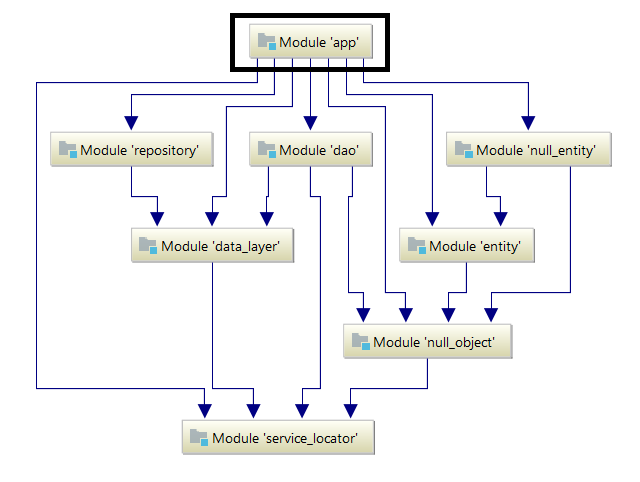 Module 'app'
Module 'repository'
Module 'dao'
Module 'null_entity'
Module 'data_layer'
Module 'entity'
Module 'null_object'
Module 'service_locator'